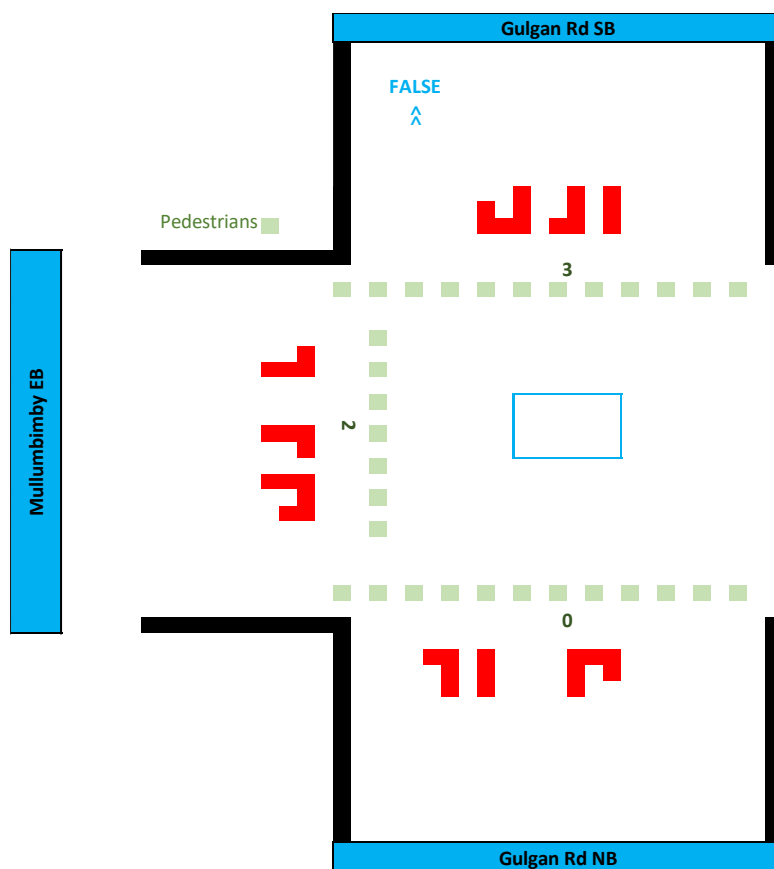 Gulgan Rd SB
FALSE
^
^
Pedestrians
3
Mullumbimby EB
2
0
Gulgan Rd NB